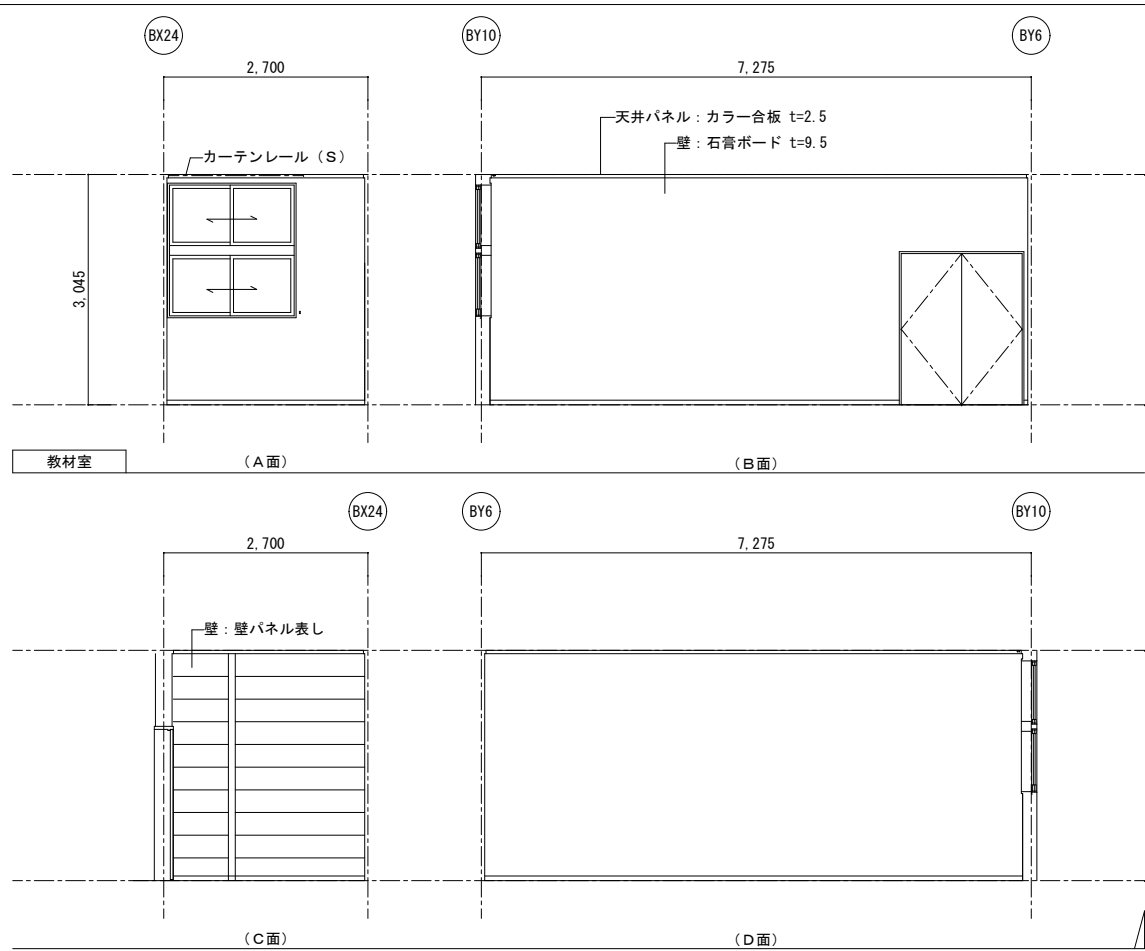 BX24 BY10 BY6
2,700 7,275
天井パネル：カラー合板 t=2.5
壁：石膏ボード t=9.5
カーテンレール（S）
3,045
教材室 （A面） （B面）
BX24 BY6 BY10
2,700 7,275
壁：壁パネル表し
（C面） （D面）